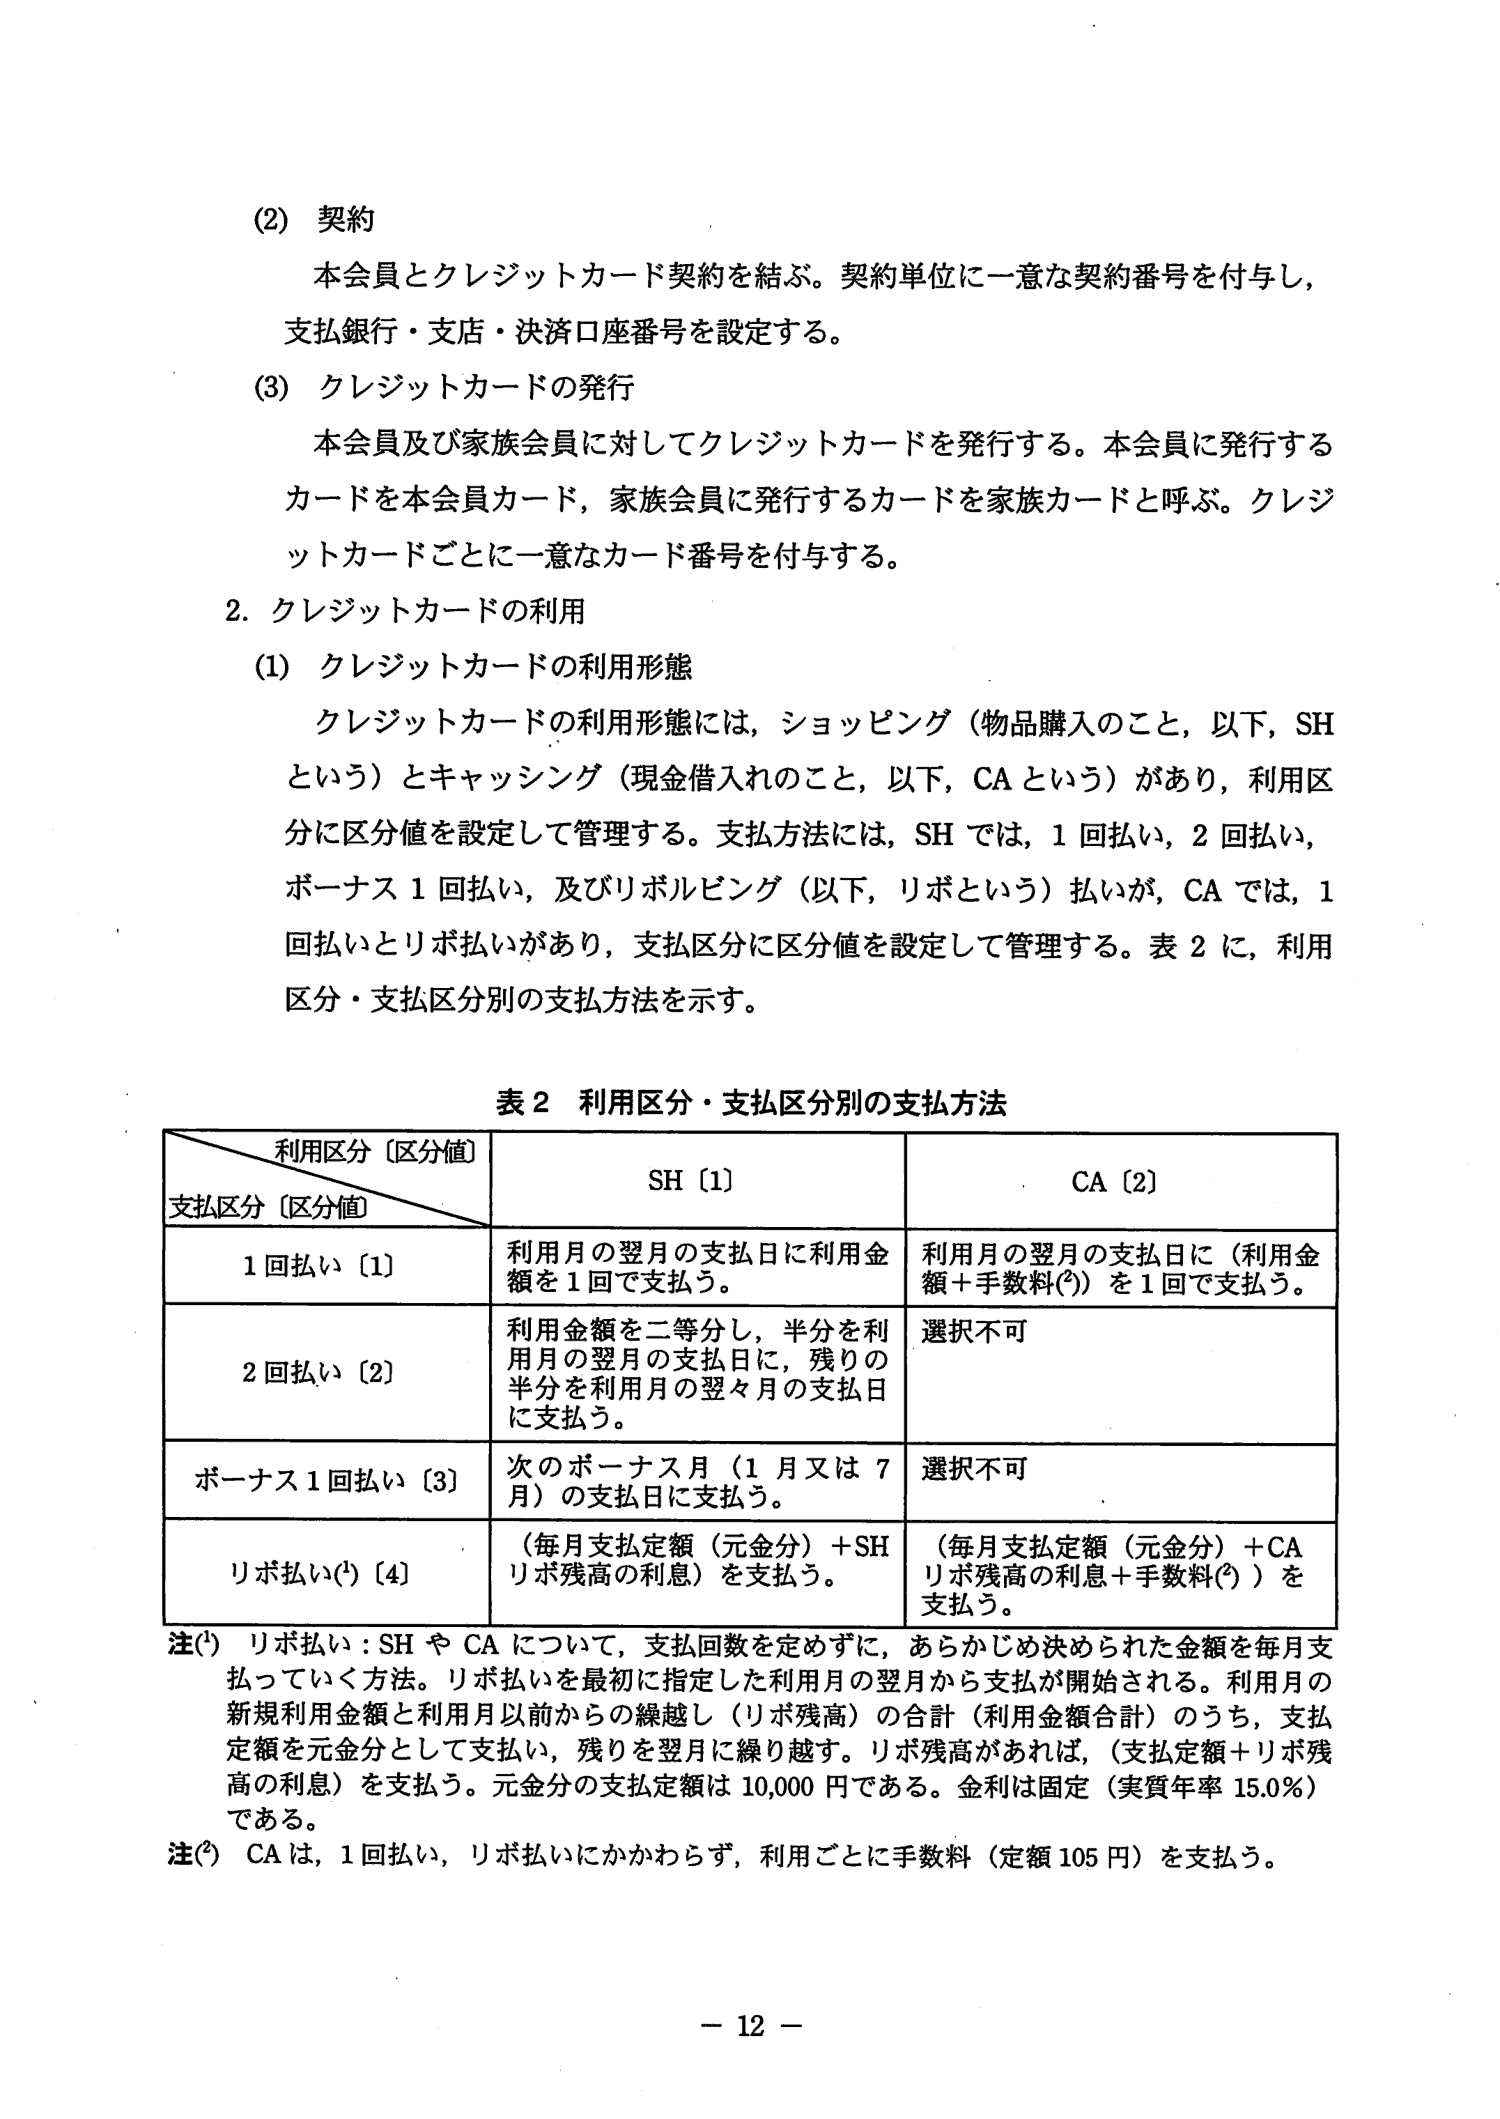 (2) 契約
本会員とクレジットカード契約を結ぶ。契約単位に一意な契約番号を付与し，
支払銀行・支店・決済口座番号を設定する。
(3) クレジットカードの発行
本会員及び家族会員に対してクレジットカードを発行する。本会員に発行する
カードを本会員カード，家族会員に発行するカードを家族カードと呼ぶ。クレジ
ットカードごとに一意なカード番号を付与する。
2. クレジットカードの利用
(1) クレジットカードの利用形態
クレジットカードの利用形態には，ショッピング（物品購入のこと，以下，SH
という）とキャッシング（現金借入れのこと，以下，CA という）があり，利用区
分に区分値を設定して管理する。支払方法には，SH では，1 回払い，2 回払い，
ボーナス 1 回払い，及びリボルビング（以下，リボという）払いが，CA では，1
回払いとリボ払いがあり，支払区分に区分値を設定して管理する。表 2 に，利用
区分・支払区分別の支払方法を示す。
表2 利用区分・支払区分別の支払方法
利用区分〔区分値〕
支払区分〔区分値〕
SH〔1〕
CA〔2〕
1回払い〔1〕
利用月の翌月の支払日に利用金
額を1回で支払う。
利用月の翌月の支払日に（利用金
額＋手数料(²)）を1回で支払う。
2回払い〔2〕
利用金額を二等分し，半分を利
用月の翌月の支払日に，残りの
半分を利用月の翌々月の支払日
に支払う。
選択不可
ボーナス1回払い〔3〕
次のボーナス月（1 月又は 7
月）の支払日に支払う。
選択不可
リボ払い(¹)〔4〕
（毎月支払定額（元金分）＋SH
リボ残高の利息）を支払う。
（毎月支払定額（元金分）＋CA
リボ残高の利息＋手数料(²)）を
支払う。
注(¹) リボ払い：SH や CA について，支払回数を定めずに，あらかじめ決められた金額を毎月支
払っていく方法。リボ払いを最初に指定した利用月の翌月から支払が開始される。利用月の
新規利用金額と利用月以前からの繰越し（リボ残高）の合計（利用金額合計）のうち，支払
定額を元金分として支払い，残りを翌月に繰り越す。リボ残高があれば，（支払定額＋リボ残
高の利息）を支払う。元金分の支払定額は 10,000 円である。金利は固定（実質年率 15.0％）
である。
注(²) CA は，1 回払い，リボ払いにかかわらず，利用ごとに手数料（定額 105 円）を支払う。
－ 12 －